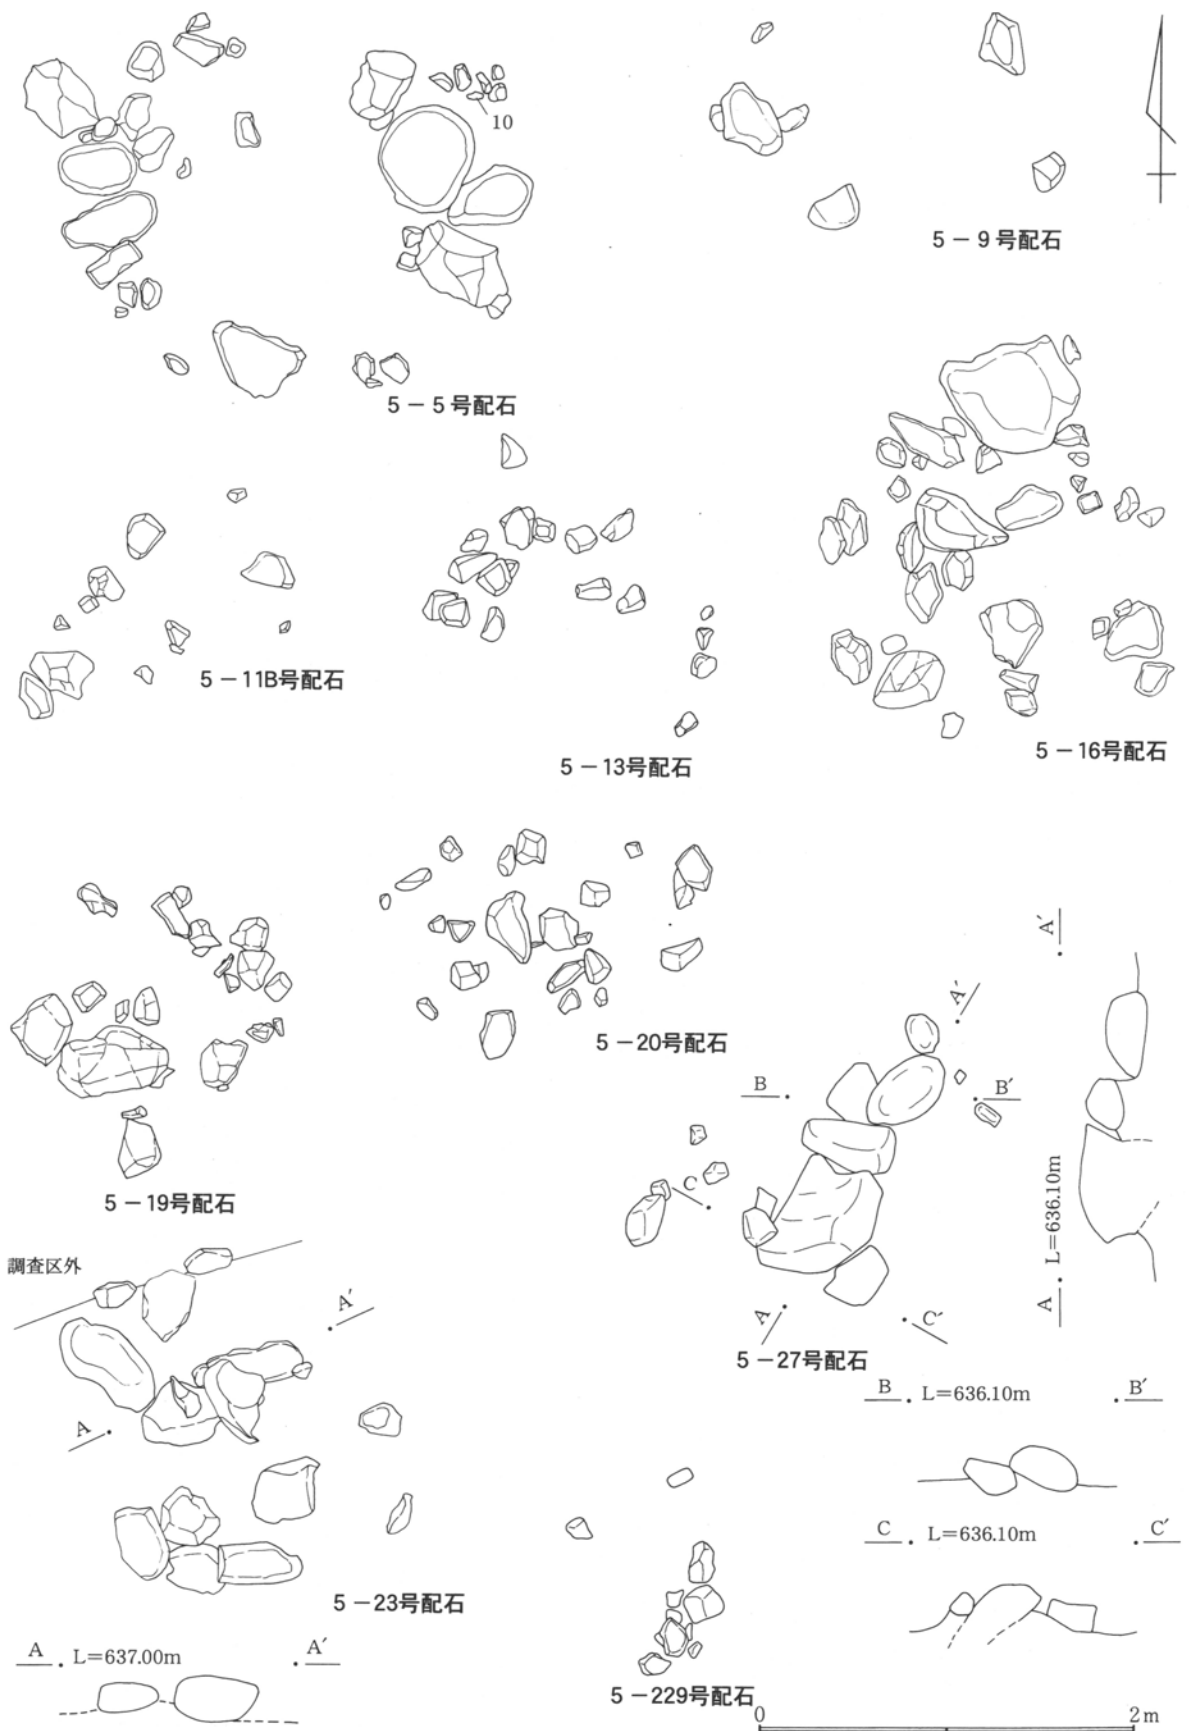 10
5－9号配石
5－5号配石
5－11B号配石
5－13号配石
5－16号配石
5－20号配石
5－19号配石
A′
A′
B
B′
C
L=636.10m
A
A
C′
5－27号配石
調査区外
A′
A
B
L=636.10m
B′
C
L=636.10m
C′
5－23号配石
A
L=637.00m
A′
5－229号配石
0
2m